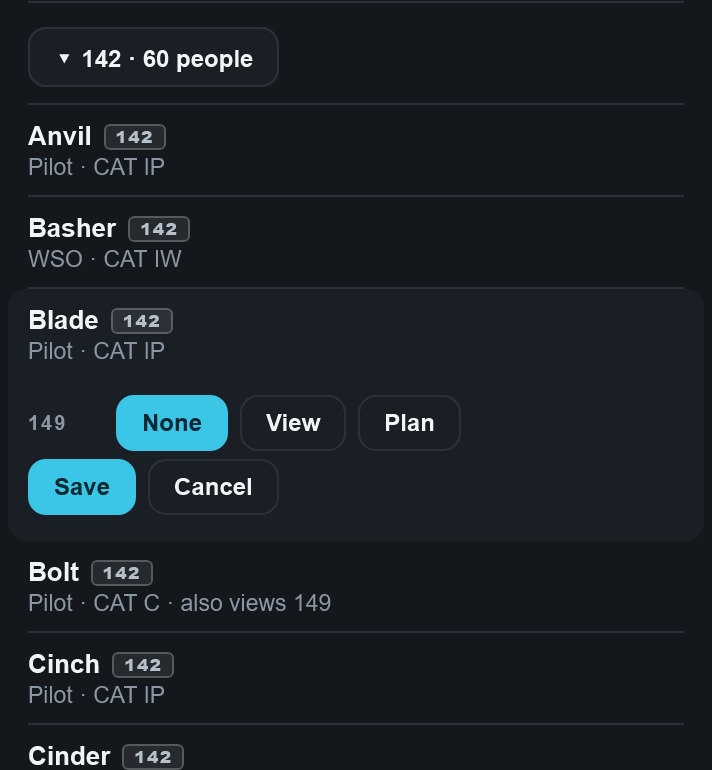 ▼ 142 · 60 people
Anvil 142
Pilot · CAT IP
Basher 142
WSO · CAT IW
Blade 142
Pilot · CAT IP
149 None View Plan
Save Cancel
Bolt 142
Pilot · CAT C · also views 149
Cinch 142
Pilot · CAT IP
Cinder 142